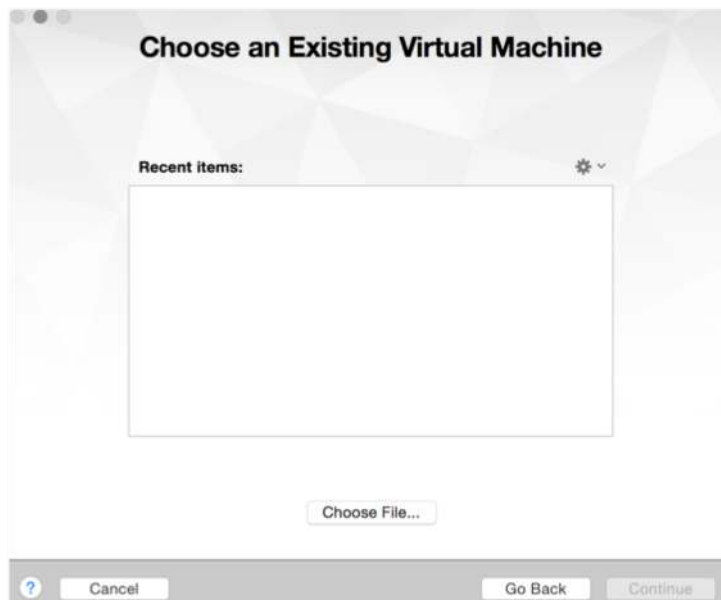 Choose an Existing Virtual Machine
Recent items:
Choose File...
? Cancel Go Back Continue